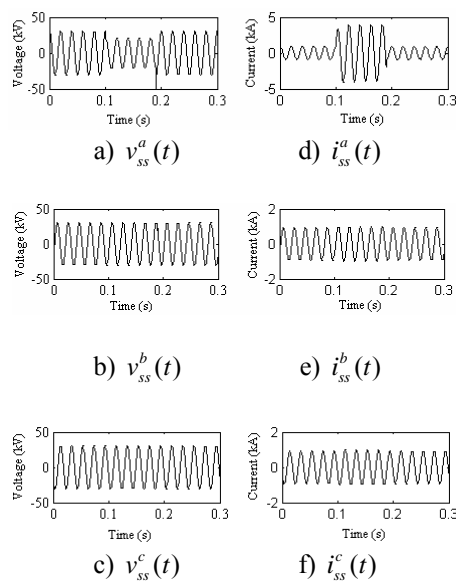 50
0
-50
Voltage (kV)
0 0.1 0.2 0.3
Time (s)
a) v_ss^a(t)
5
0
-5
Current (kA)
0 0.1 0.2 0.3
Time (s)
d) i_ss^a(t)
50
0
-50
Voltage (kV)
0 0.1 0.2 0.3
Time (s)
b) v_ss^b(t)
2
0
-2
Current (kA)
0 0.1 0.2 0.3
Time (s)
e) i_ss^b(t)
50
0
-50
Voltage (kV)
0 0.1 0.2 0.3
Time (s)
c) v_ss^c(t)
2
0
-2
Current (kA)
0 0.1 0.2 0.3
Time (s)
f) i_ss^c(t)